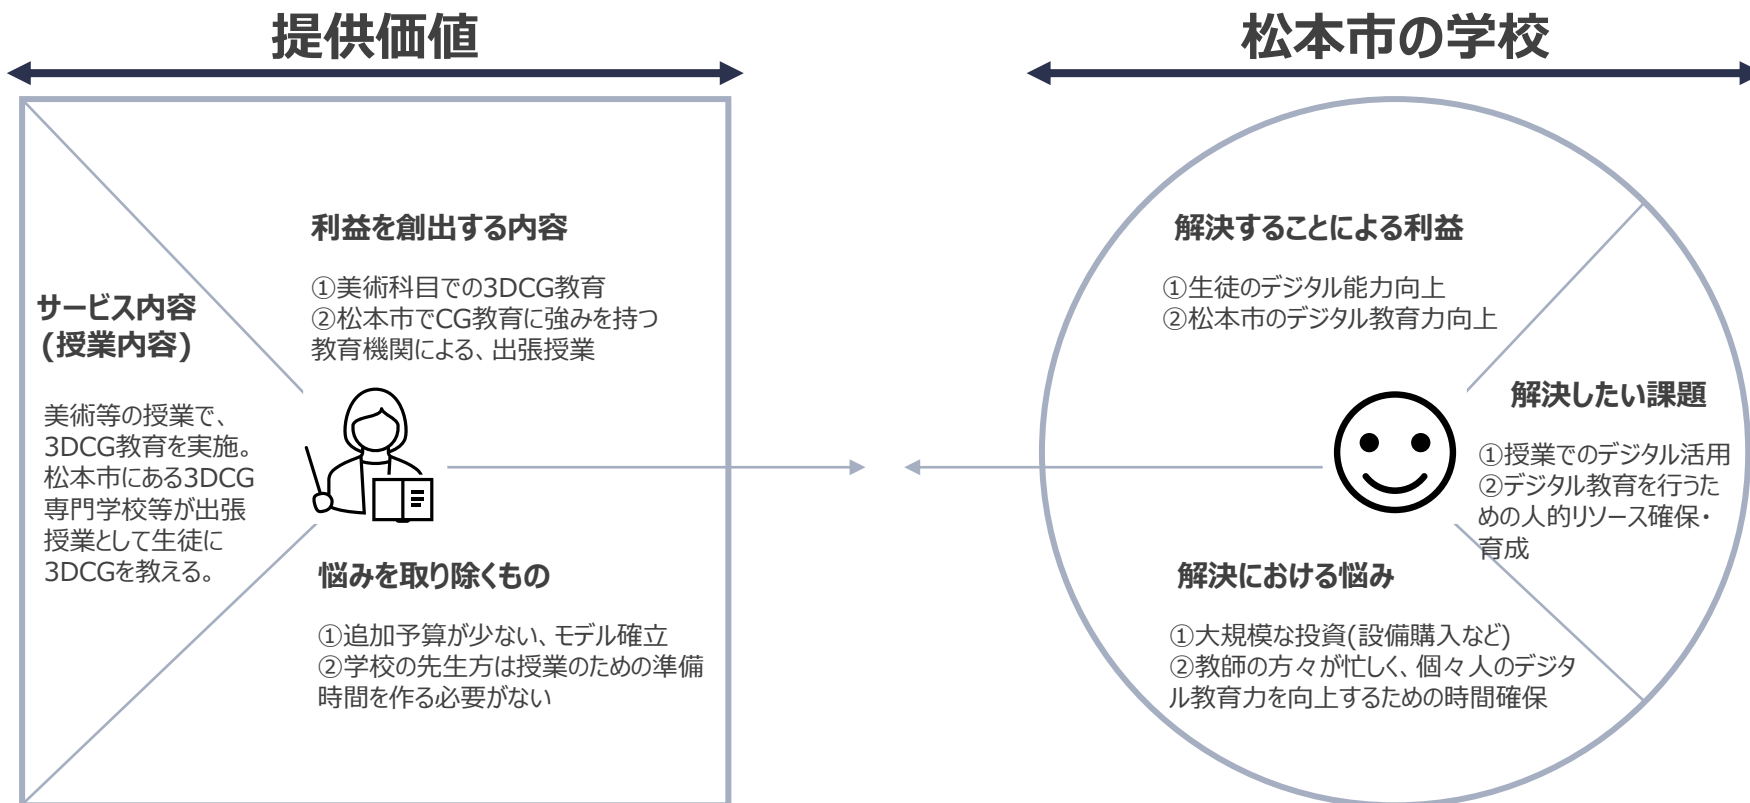 提供価値
松本市の学校
利益を創出する内容
①美術科目での3DCG教育
②松本市でCG教育に強みを持つ
教育機関による、出張授業
サービス内容
(授業内容)
美術等の授業で、
3DCG教育を実施。
松本市にある3DCG
専門学校等が出張
授業として生徒に
3DCGを教える。
悩みを取り除くもの
①追加予算が少ない、モデル確立
②学校の先生方は授業のための準備
時間を作る必要がない
解決することによる利益
①生徒のデジタル能力向上
②松本市のデジタル教育力向上
解決したい課題
①授業でのデジタル活用
②デジタル教育を行うた
めの人的リソース確保・
育成
解決における悩み
①大規模な投資(設備購入など)
②教師の方々が忙しく、個々人のデジタ
ル教育力を向上するための時間確保